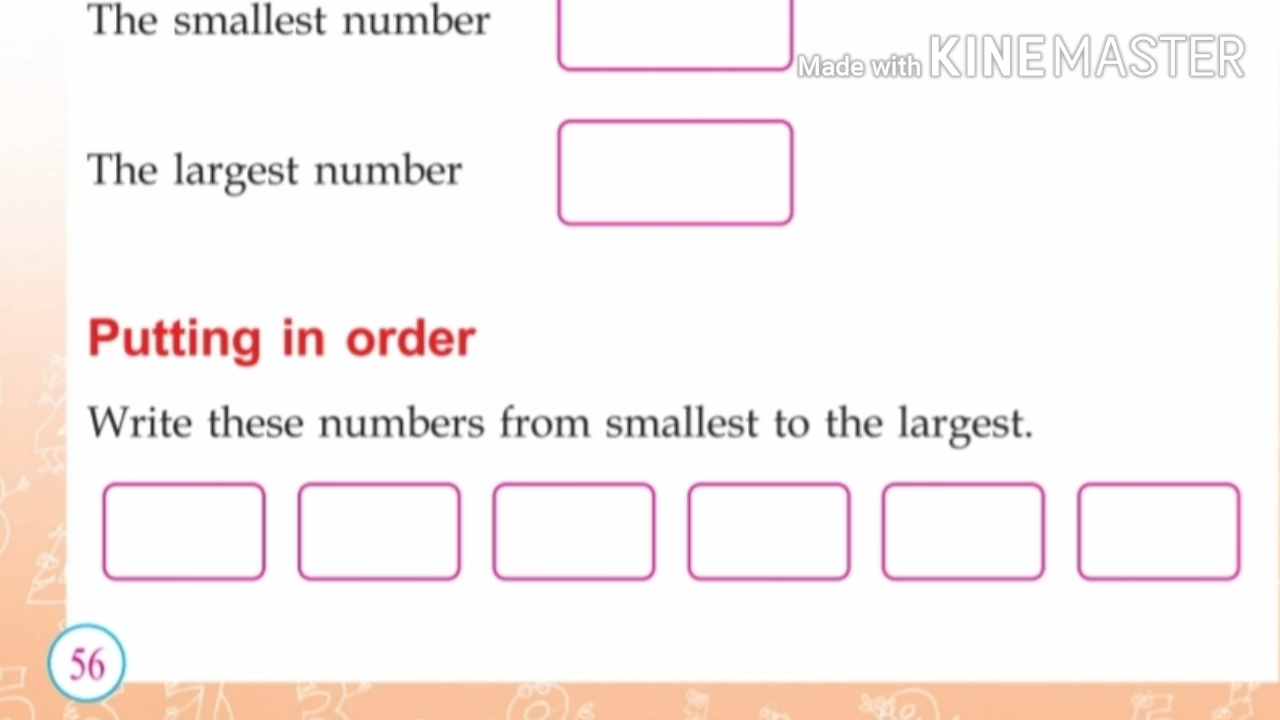 The smallest number
Made with KINEMASTER
The largest number
Putting in order
Write these numbers from smallest to the largest.
56